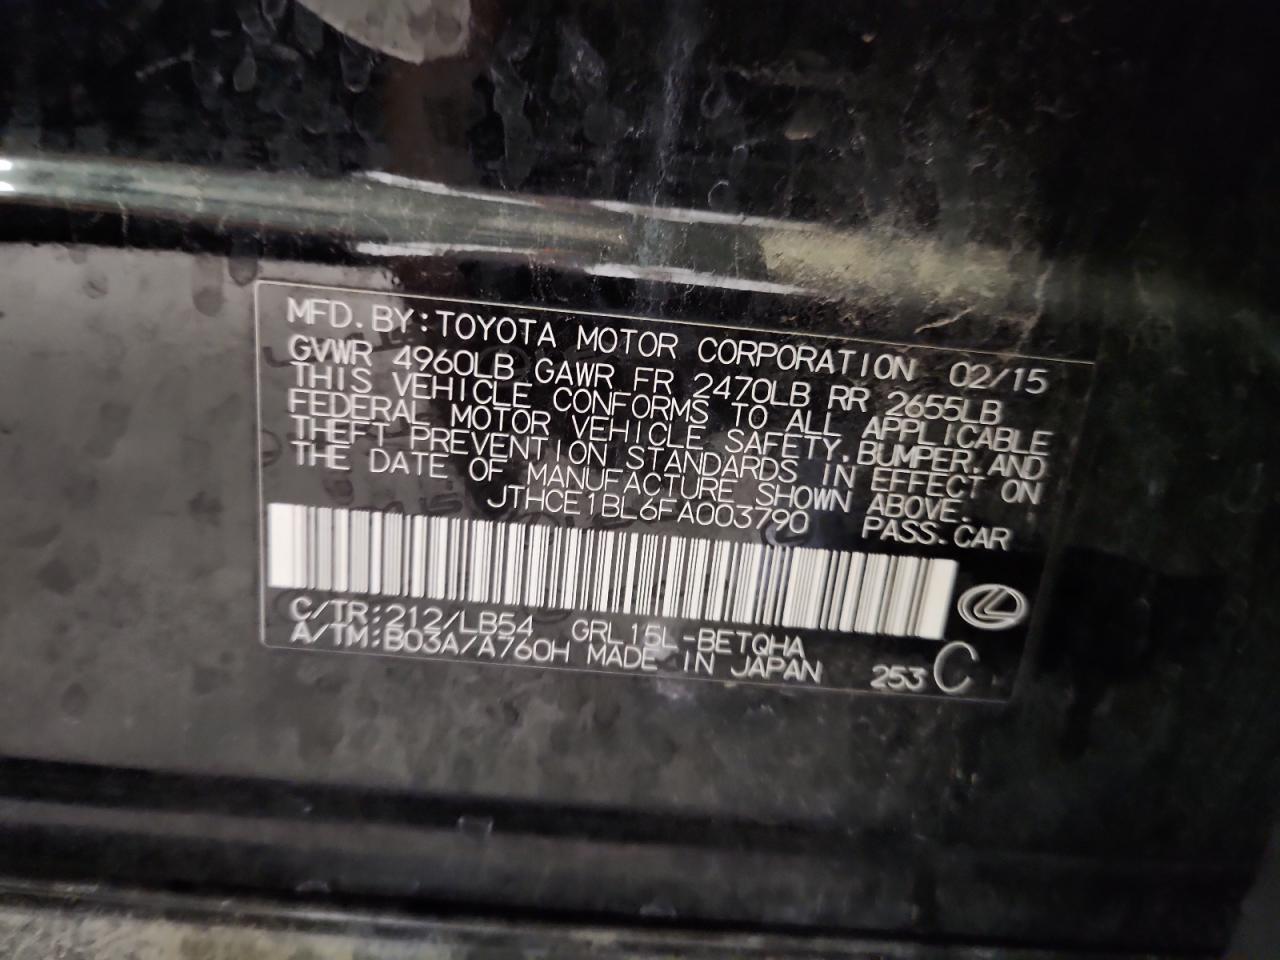 MFD. BY: TOYOTA MOTOR CORPORATION 02/15
GVWR 4960LB GAWR FR 2470LB RR 2655LB
THIS VEHICLE CONFORMS TO ALL APPLICABLE
FEDERAL MOTOR VEHICLE SAFETY, BUMPER, AND
THEFT PREVENTION STANDARDS IN EFFECT ON
THE DATE OF MANUFACTURE SHOWN ABOVE.
JTHCE1BL6FA003790 PASS. CAR
C/TR: 212/LB54 GRL15L-BETQHA
A/TM: B03A/A760H MADE IN JAPAN 253 C